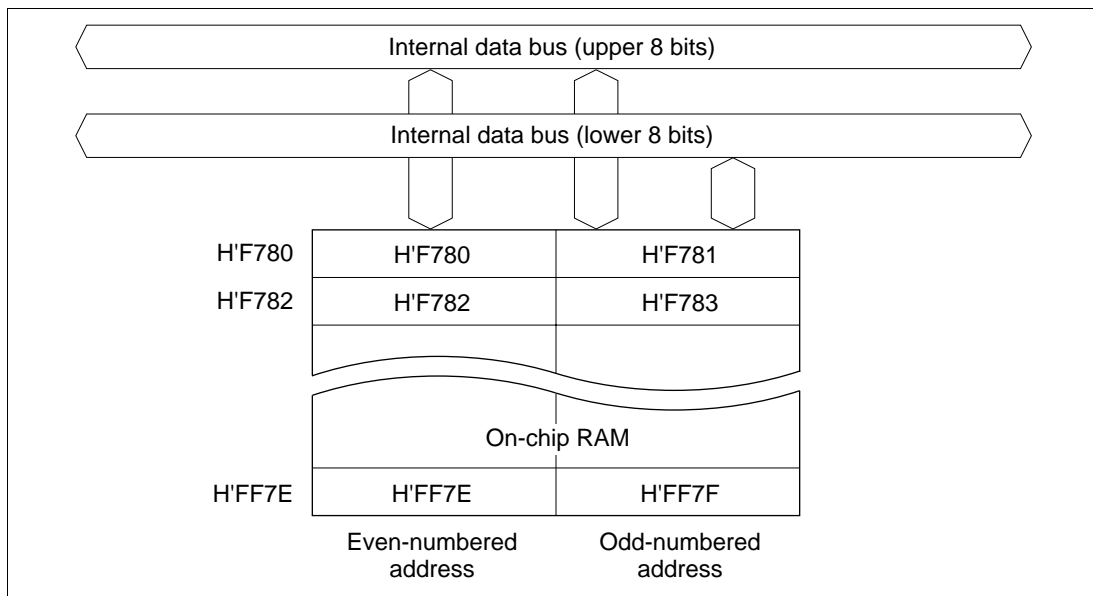 Internal data bus (upper 8 bits)
Internal data bus (lower 8 bits)
H'F780 H'F780 H'F781
H'F782 H'F782 H'F783
On-chip RAM
H'FF7E H'FF7E H'FF7F
Even-numbered address
Odd-numbered address